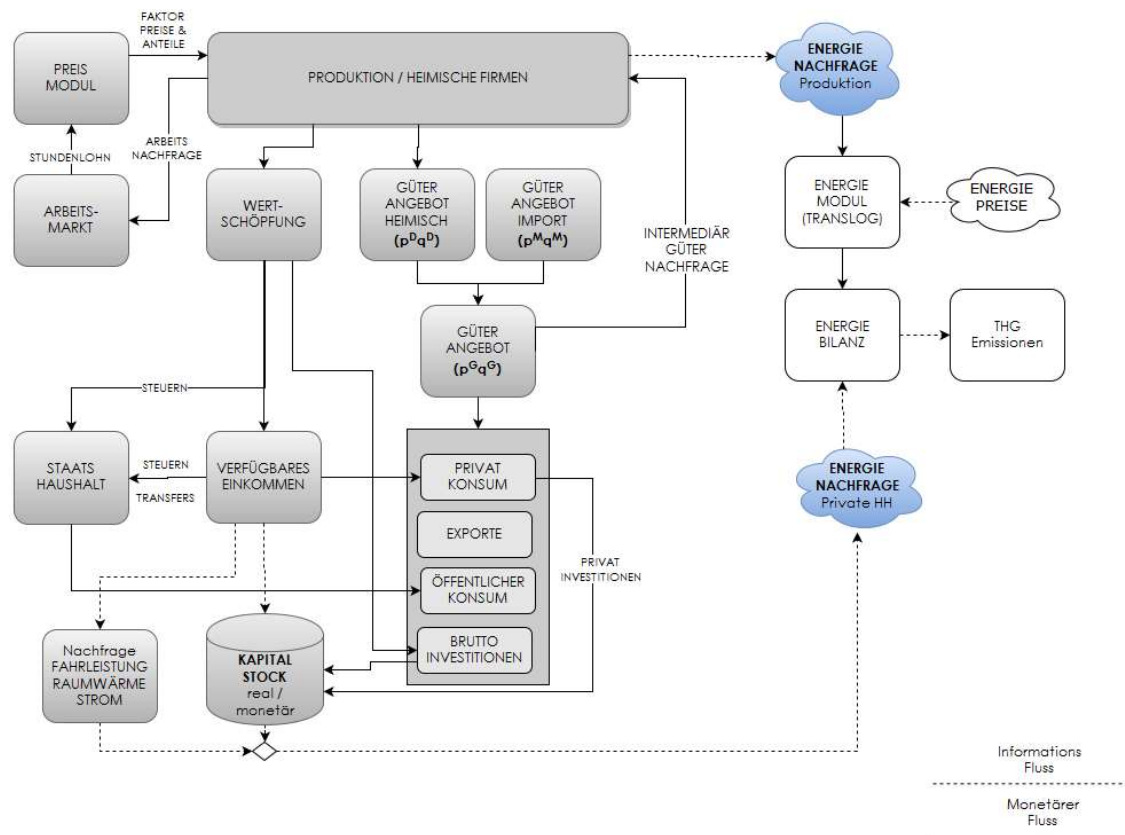 FAKTOR
PREISE &
ANTEILE
PREIS
MODUL
PRODUKTION / HEIMISCHE FIRMEN
ENERGIE
NACHFRAGE
Produktion
STUNDENLOHN
ARBEITS
NACHFRAGE
ARBEITS-
MARKT
WERT-
SCHÖPFUNG
GÜTER
ANGEBOT
HEIMISCH
(pᴰqᴰ)
GÜTER
ANGEBOT
IMPORT
(pᴹqᴹ)
INTERMEDIÄR
GÜTER
NACHFRAGE
ENERGIE
MODUL
(TRANSLOG)
ENERGIE
PREISE
GÜTER
ANGEBOT
(pᴳqᴳ)
ENERGIE
BILANZ
THG
Emissionen
STEUERN
STAATS
HAUSHALT
STEUERN
TRANSFERS
VERFÜGBARES
EINKOMMEN
PRIVAT
KONSUM
EXPORTE
ÖFFENTLICHER
KONSUM
BRUTTO
INVESTITIONEN
PRIVAT
INVESTITIONEN
ENERGIE
NACHFRAGE
Private HH
Nachfrage
FAHRLEISTUNG
RAUMWÄRME
STROM
KAPITAL
STOCK
real /
monetär
Informations
Fluss
Monetärer
Fluss